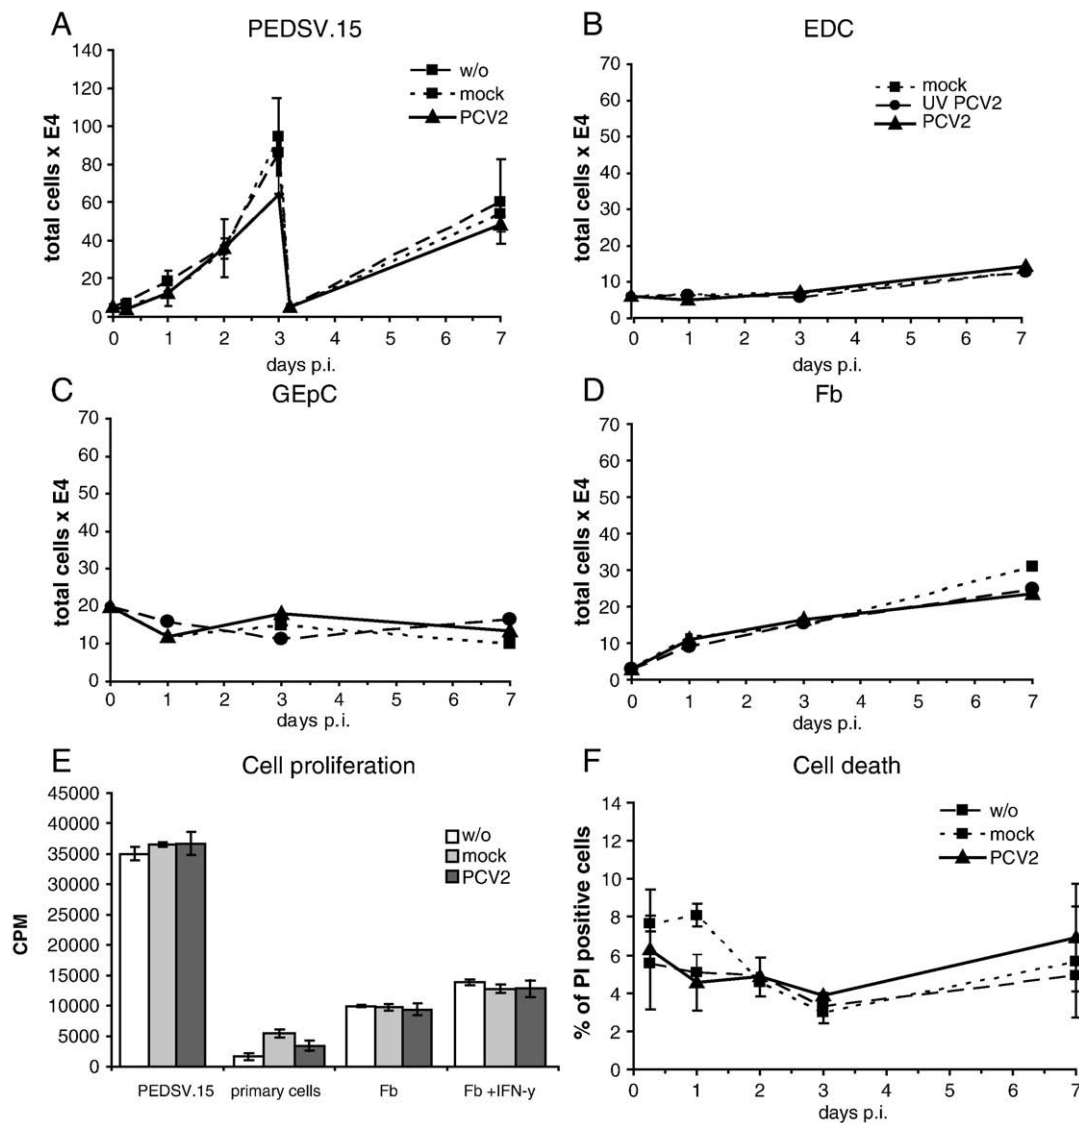 A PEDSV.15
total cells x E4
140
120
100
80
60
40
20
0
w/o
mock
PCV2
0 1 2 3 4 5 6 7
days p.i.
B EDC
total cells x E4
70
60
50
40
30
20
10
0
mock
UV PCV2
PCV2
0 1 2 3 4 5 6 7
days p.i.
C GEpC
total cells x E4
70
60
50
40
30
20
10
0
0 1 2 3 4 5 6 7
days p.i.
D Fb
total cells x E4
70
60
50
40
30
20
10
0
0 1 2 3 4 5 6 7
days p.i.
E Cell proliferation
CPM
45000
40000
35000
30000
25000
20000
15000
10000
5000
0
w/o
mock
PCV2
PEDSV.15 primary cells Fb Fb +IFN-y
F Cell death
% of PI positive cells
14
12
10
8
6
4
2
0
w/o
mock
PCV2
0 1 2 3 4 5 6 7
days p.i.